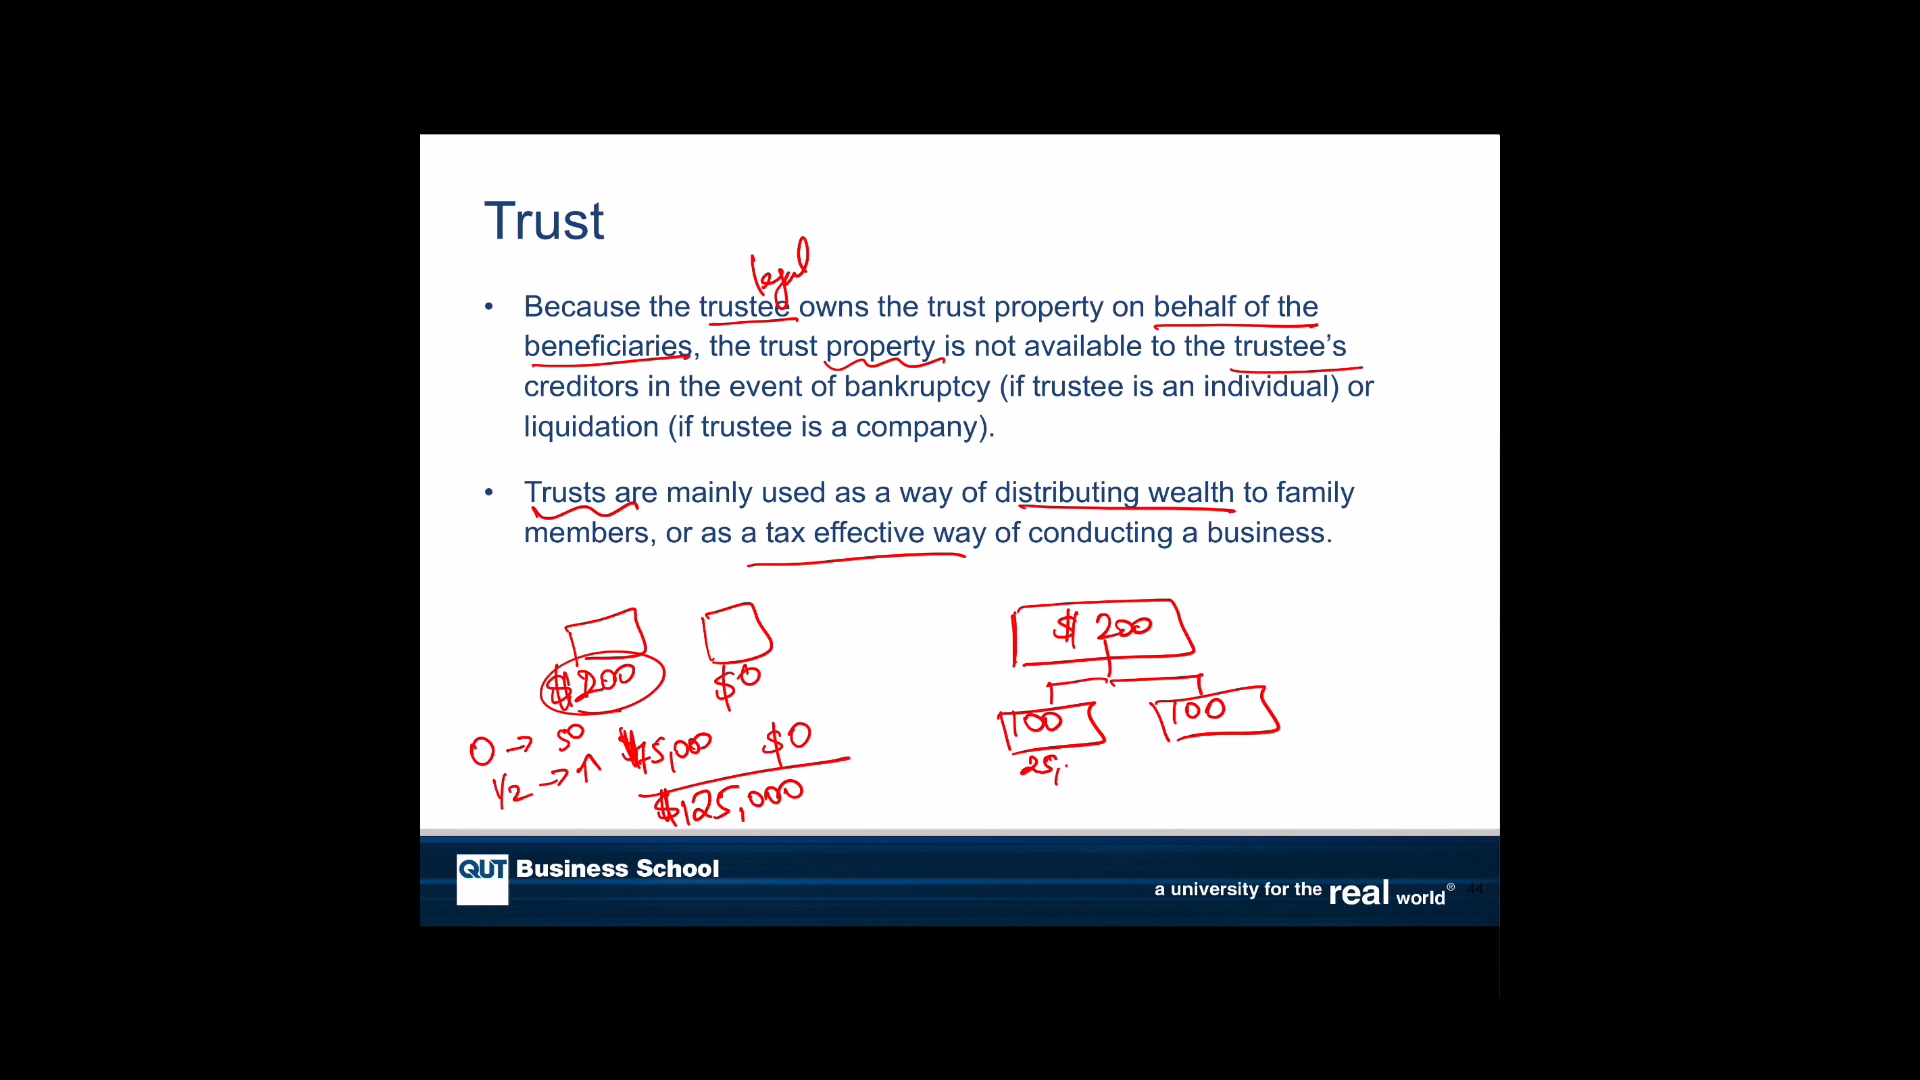 Trust
legal
• Because the trustee owns the trust property on behalf of the
beneficiaries, the trust property is not available to the trustee’s
creditors in the event of bankruptcy (if trustee is an individual) or
liquidation (if trustee is a company).
• Trusts are mainly used as a way of distributing wealth to family
members, or as a tax effective way of conducting a business.
$200 $0
0 → 50
1/2 → ↑
$75,000 $0
$125,000
$ 200
100 100
25,
QUT Business School
a university for the real world® 44